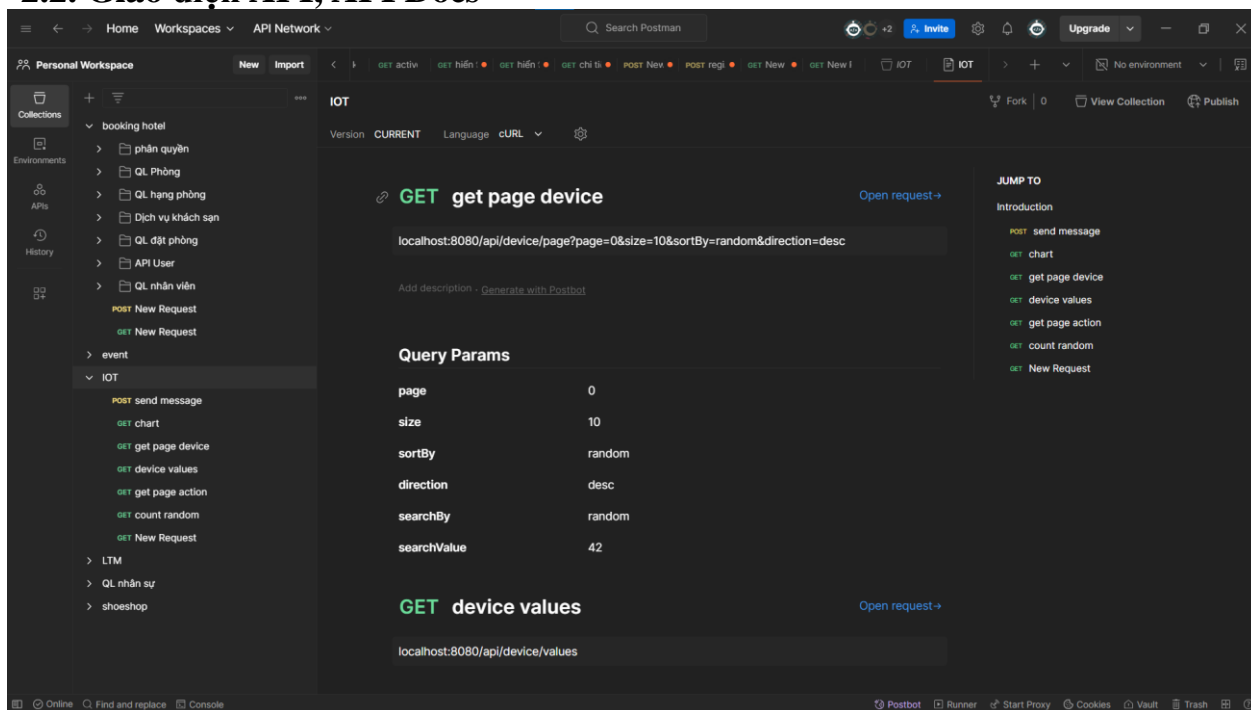 2.2. Giao diện API, API Docs
Home Workspaces API Network
Search Postman
+2 Invite Upgrade
Personal Workspace New Import
GET activ GET hiển GET hiển GET chi ti POST New POST regi GET New GET New IOT IOT No environment
Collections
Environments
APIs
History
booking hotel
phân quyền
QL Phòng
QL hạng phòng
Dịch vụ khách sạn
QL đặt phòng
API User
QL nhân viên
POST New Request
GET New Request
event
IOT
POST send message
GET chart
GET get page device
GET device values
GET get page action
GET count random
GET New Request
LTM
QL nhân sự
shoeshop
IOT
Fork 0 View Collection Publish
Version CURRENT Language cURL
GET get page device
Open request→
localhost:8080/api/device/page?page=0&size=10&sortBy=random&direction=desc
Add description - Generate with Postbot
Query Params
page 0
size 10
sortBy random
direction desc
searchBy random
searchValue 42
GET device values
Open request→
localhost:8080/api/device/values
JUMP TO
Introduction
POST send message
GET chart
GET get page device
GET device values
GET get page action
GET count random
GET New Request
Online Find and replace Console
Postbot Runner Start Proxy Cookies Vault Trash